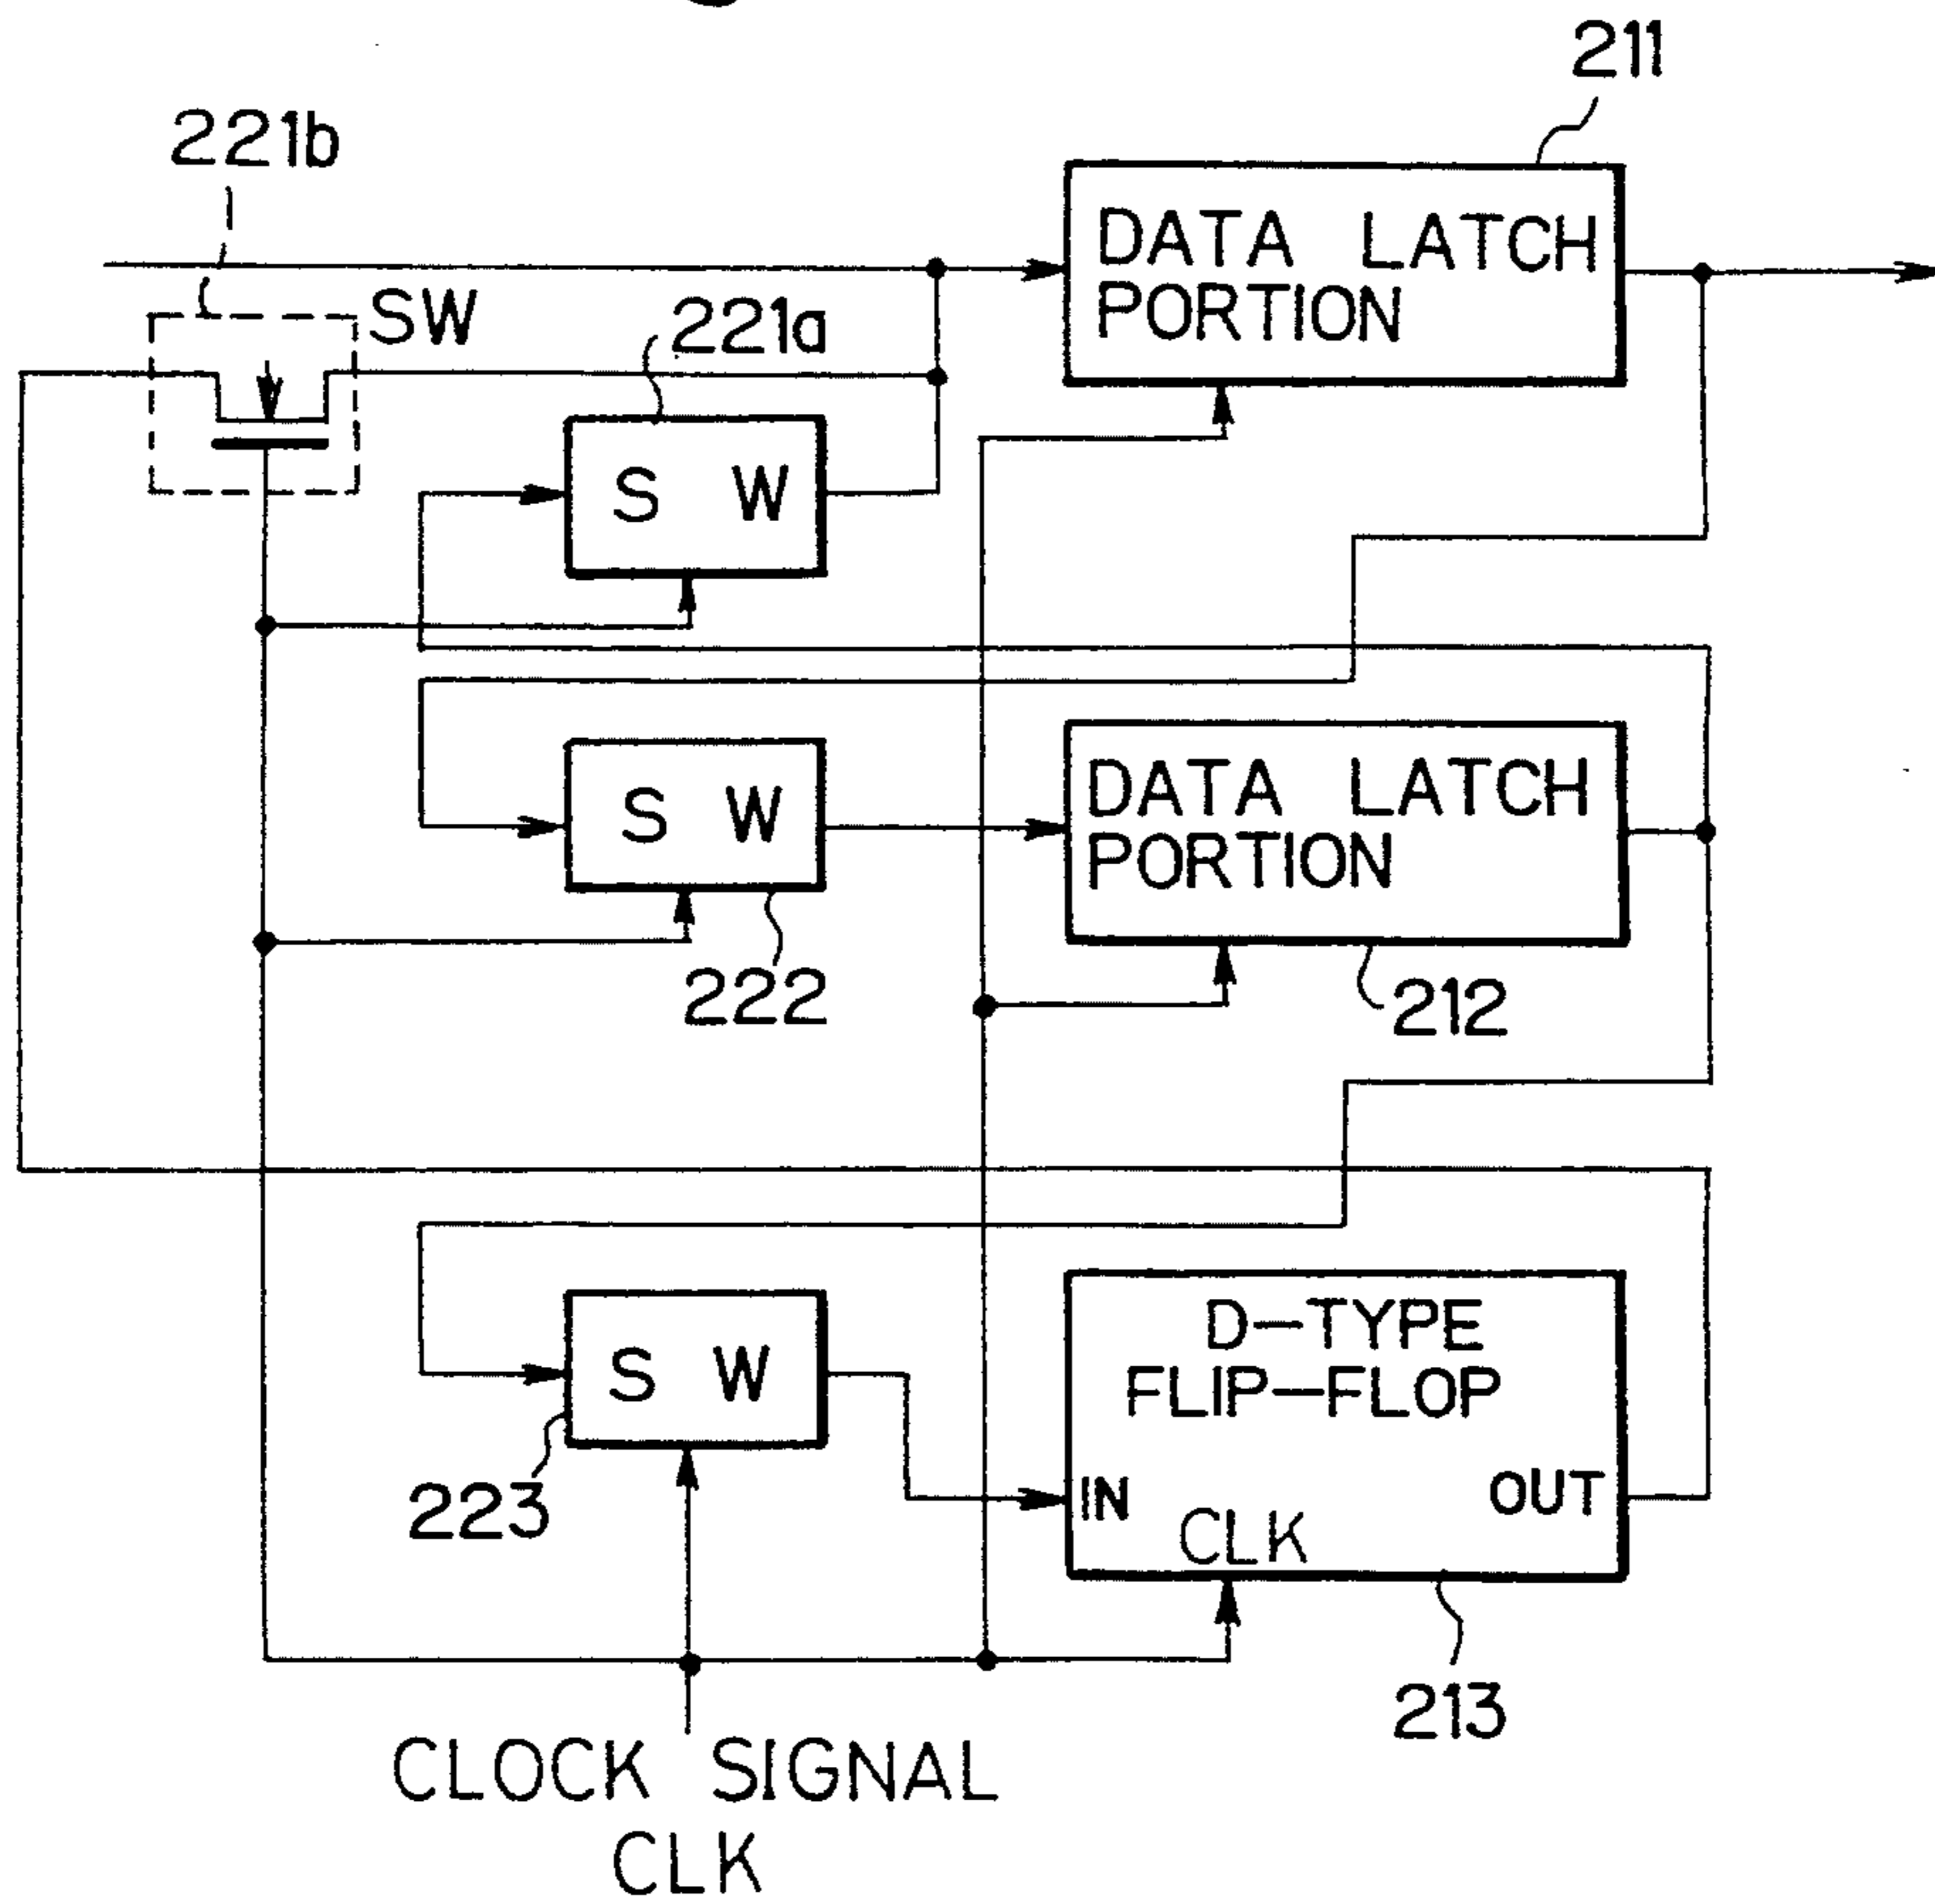 211
221b
DATA LATCH
PORTION
SW
221a
S W
S W
DATA LATCH
PORTION
222
212
S W
D-TYPE
FLIP-FLOP
223
IN
OUT
CLK
213
CLOCK SIGNAL
CLK